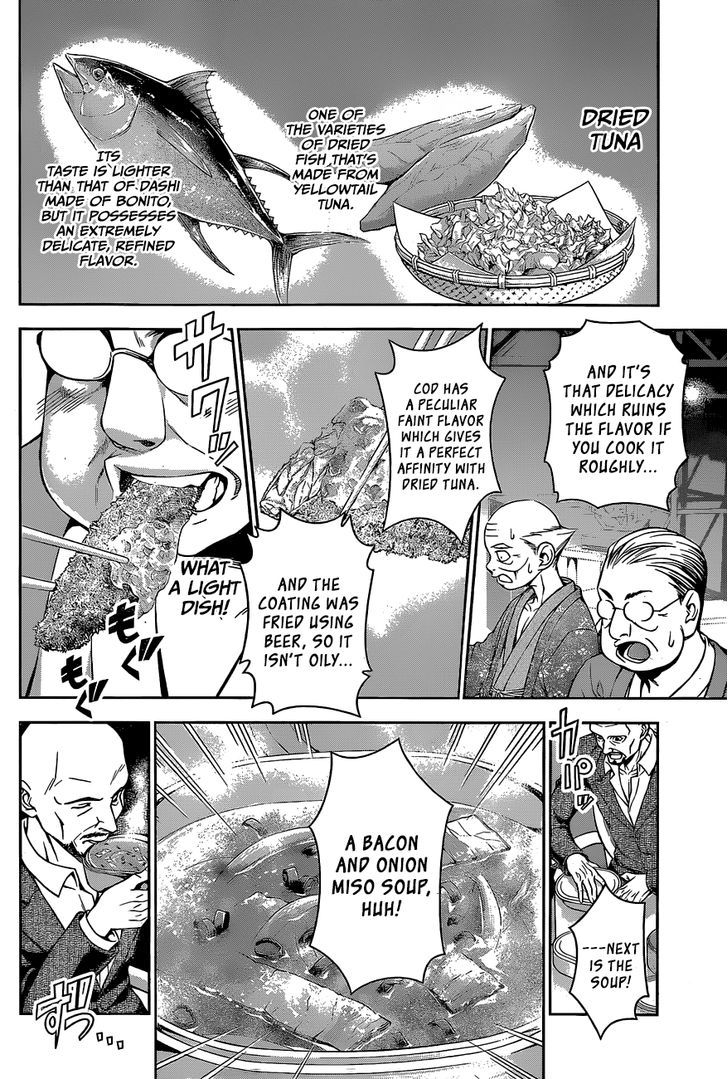 DRIED
TUNA
ONE OF
THE VARIETIES
OF DRIED
FISH THAT'S
MADE FROM
YELLOWTAIL
TUNA.
ITS
TASTE IS LIGHTER
THAN THAT OF DASHI
MADE OF BONITO,
BUT IT POSSESSES
AN EXTREMELY
DELICATE, REFINED
FLAVOR.
AND IT'S
THAT DELICACY
WHICH RUINS
THE FLAVOR IF
YOU COOK IT
ROUGHLY...
COD HAS
A PECULIAR
FAINT FLAVOR
WHICH GIVES
IT A PERFECT
AFFINITY WITH
DRIED TUNA.
AND THE
COATING WAS
FRIED USING
BEER, SO IT
ISN'T OILY...
サクッ
WHAT
A LIGHT
DISH!
もぐ
もぐ
カパッ
---NEXT
IS THE
SOUP!
A BACON
AND ONION
MISO SOUP,
HUH!
ずっ...